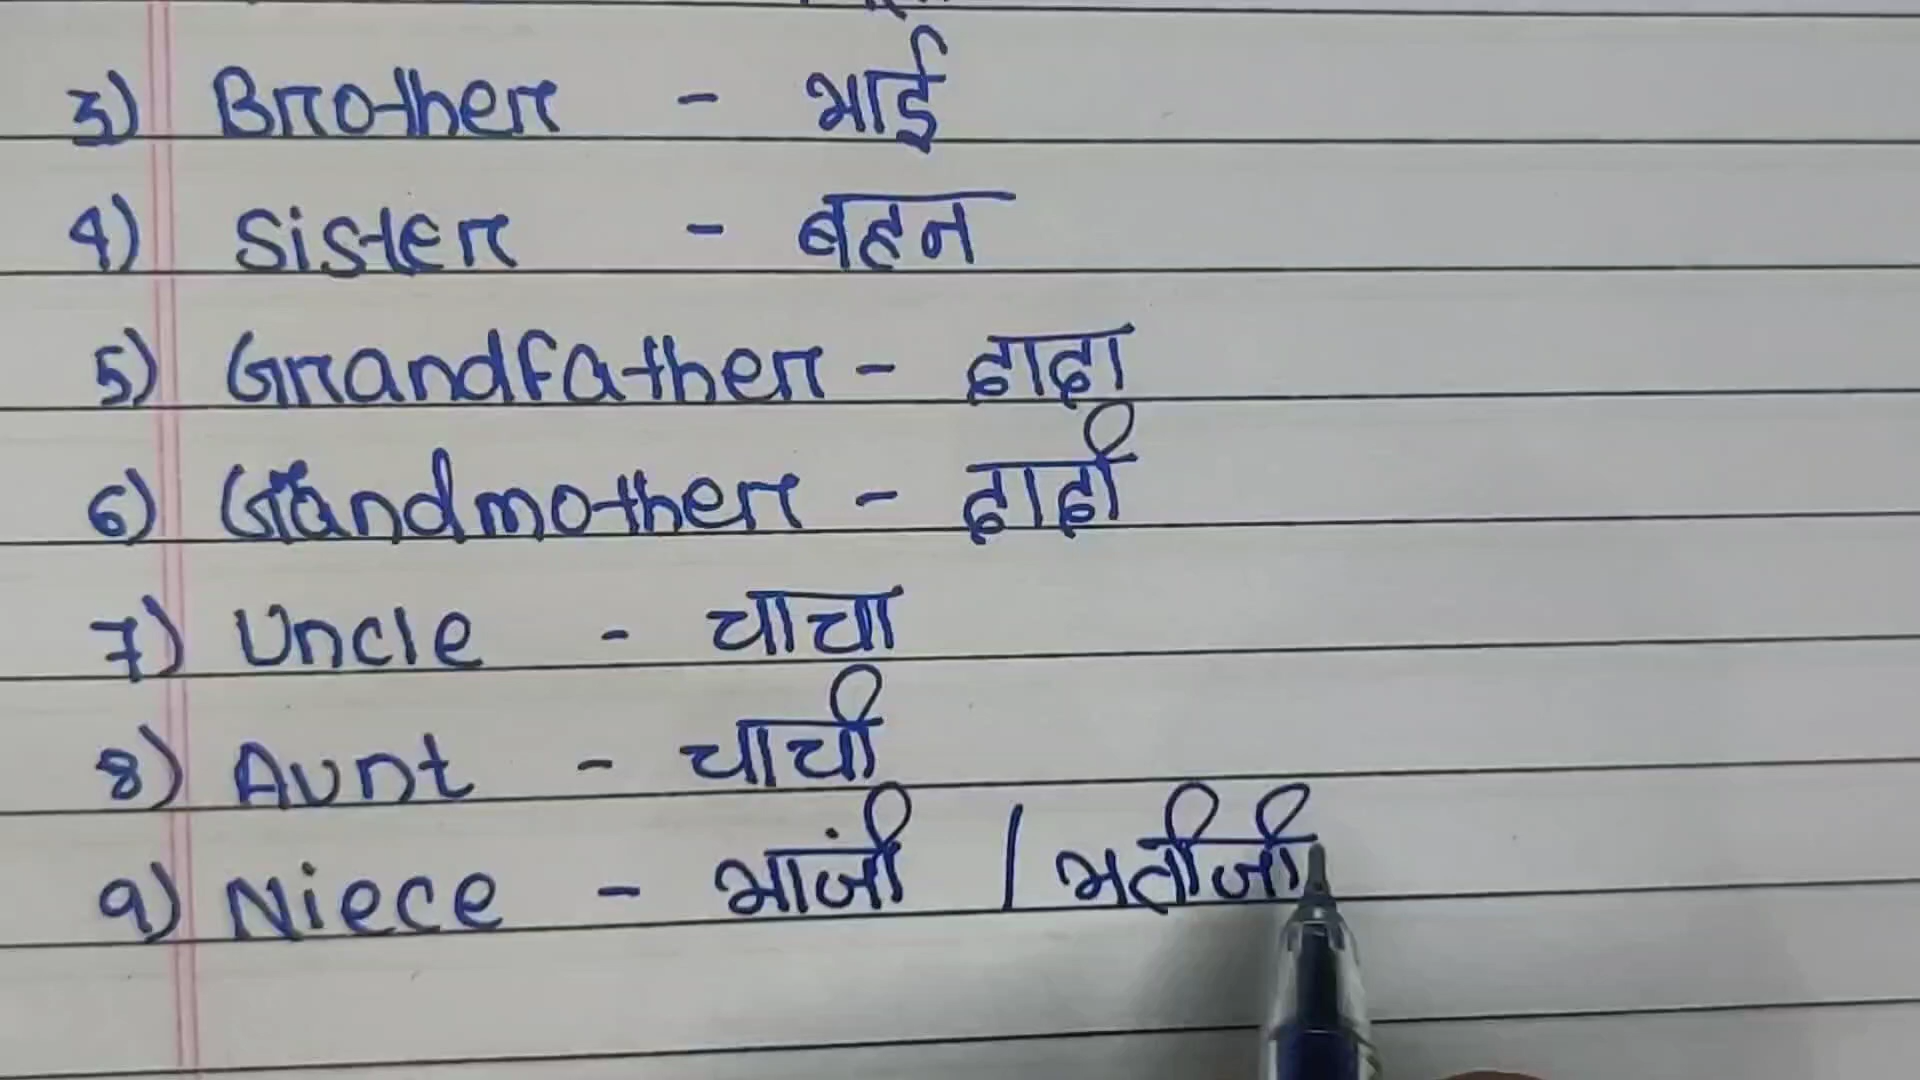 3) Brother - भाई
4) Sister - बहन
5) Grandfather - दादा
6) Grandmother - दादी
7) Uncle - चाचा
8) Aunt - चाची
9) Niece - भांजी / भतीजी